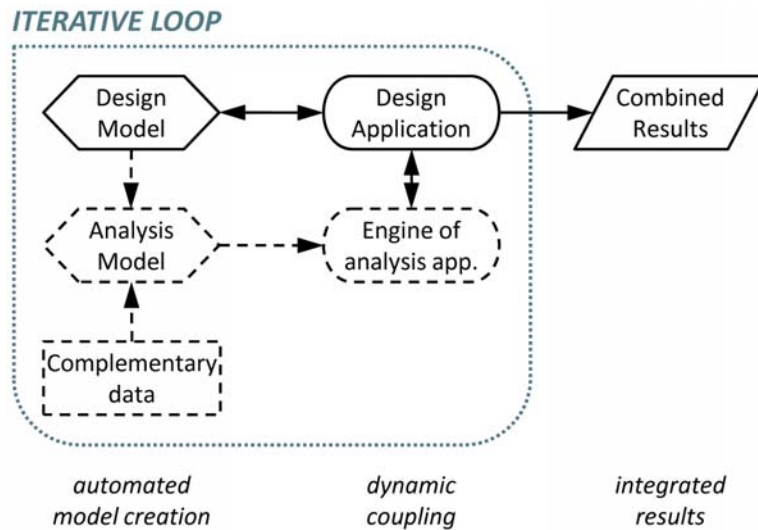 ITERATIVE LOOP
Design
Model
Design
Application
Combined
Results
Analysis
Model
Engine of
analysis app.
Complementary
data
automated
model creation
dynamic
coupling
integrated
results